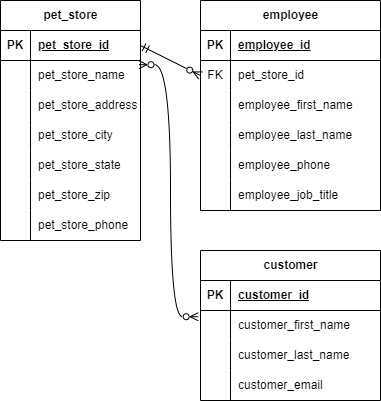 pet_store
PK pet_store_id
pet_store_name
pet_store_address
pet_store_city
pet_store_state
pet_store_zip
pet_store_phone
employee
PK employee_id
FK pet_store_id
employee_first_name
employee_last_name
employee_phone
employee_job_title
customer
PK customer_id
customer_first_name
customer_last_name
customer_email